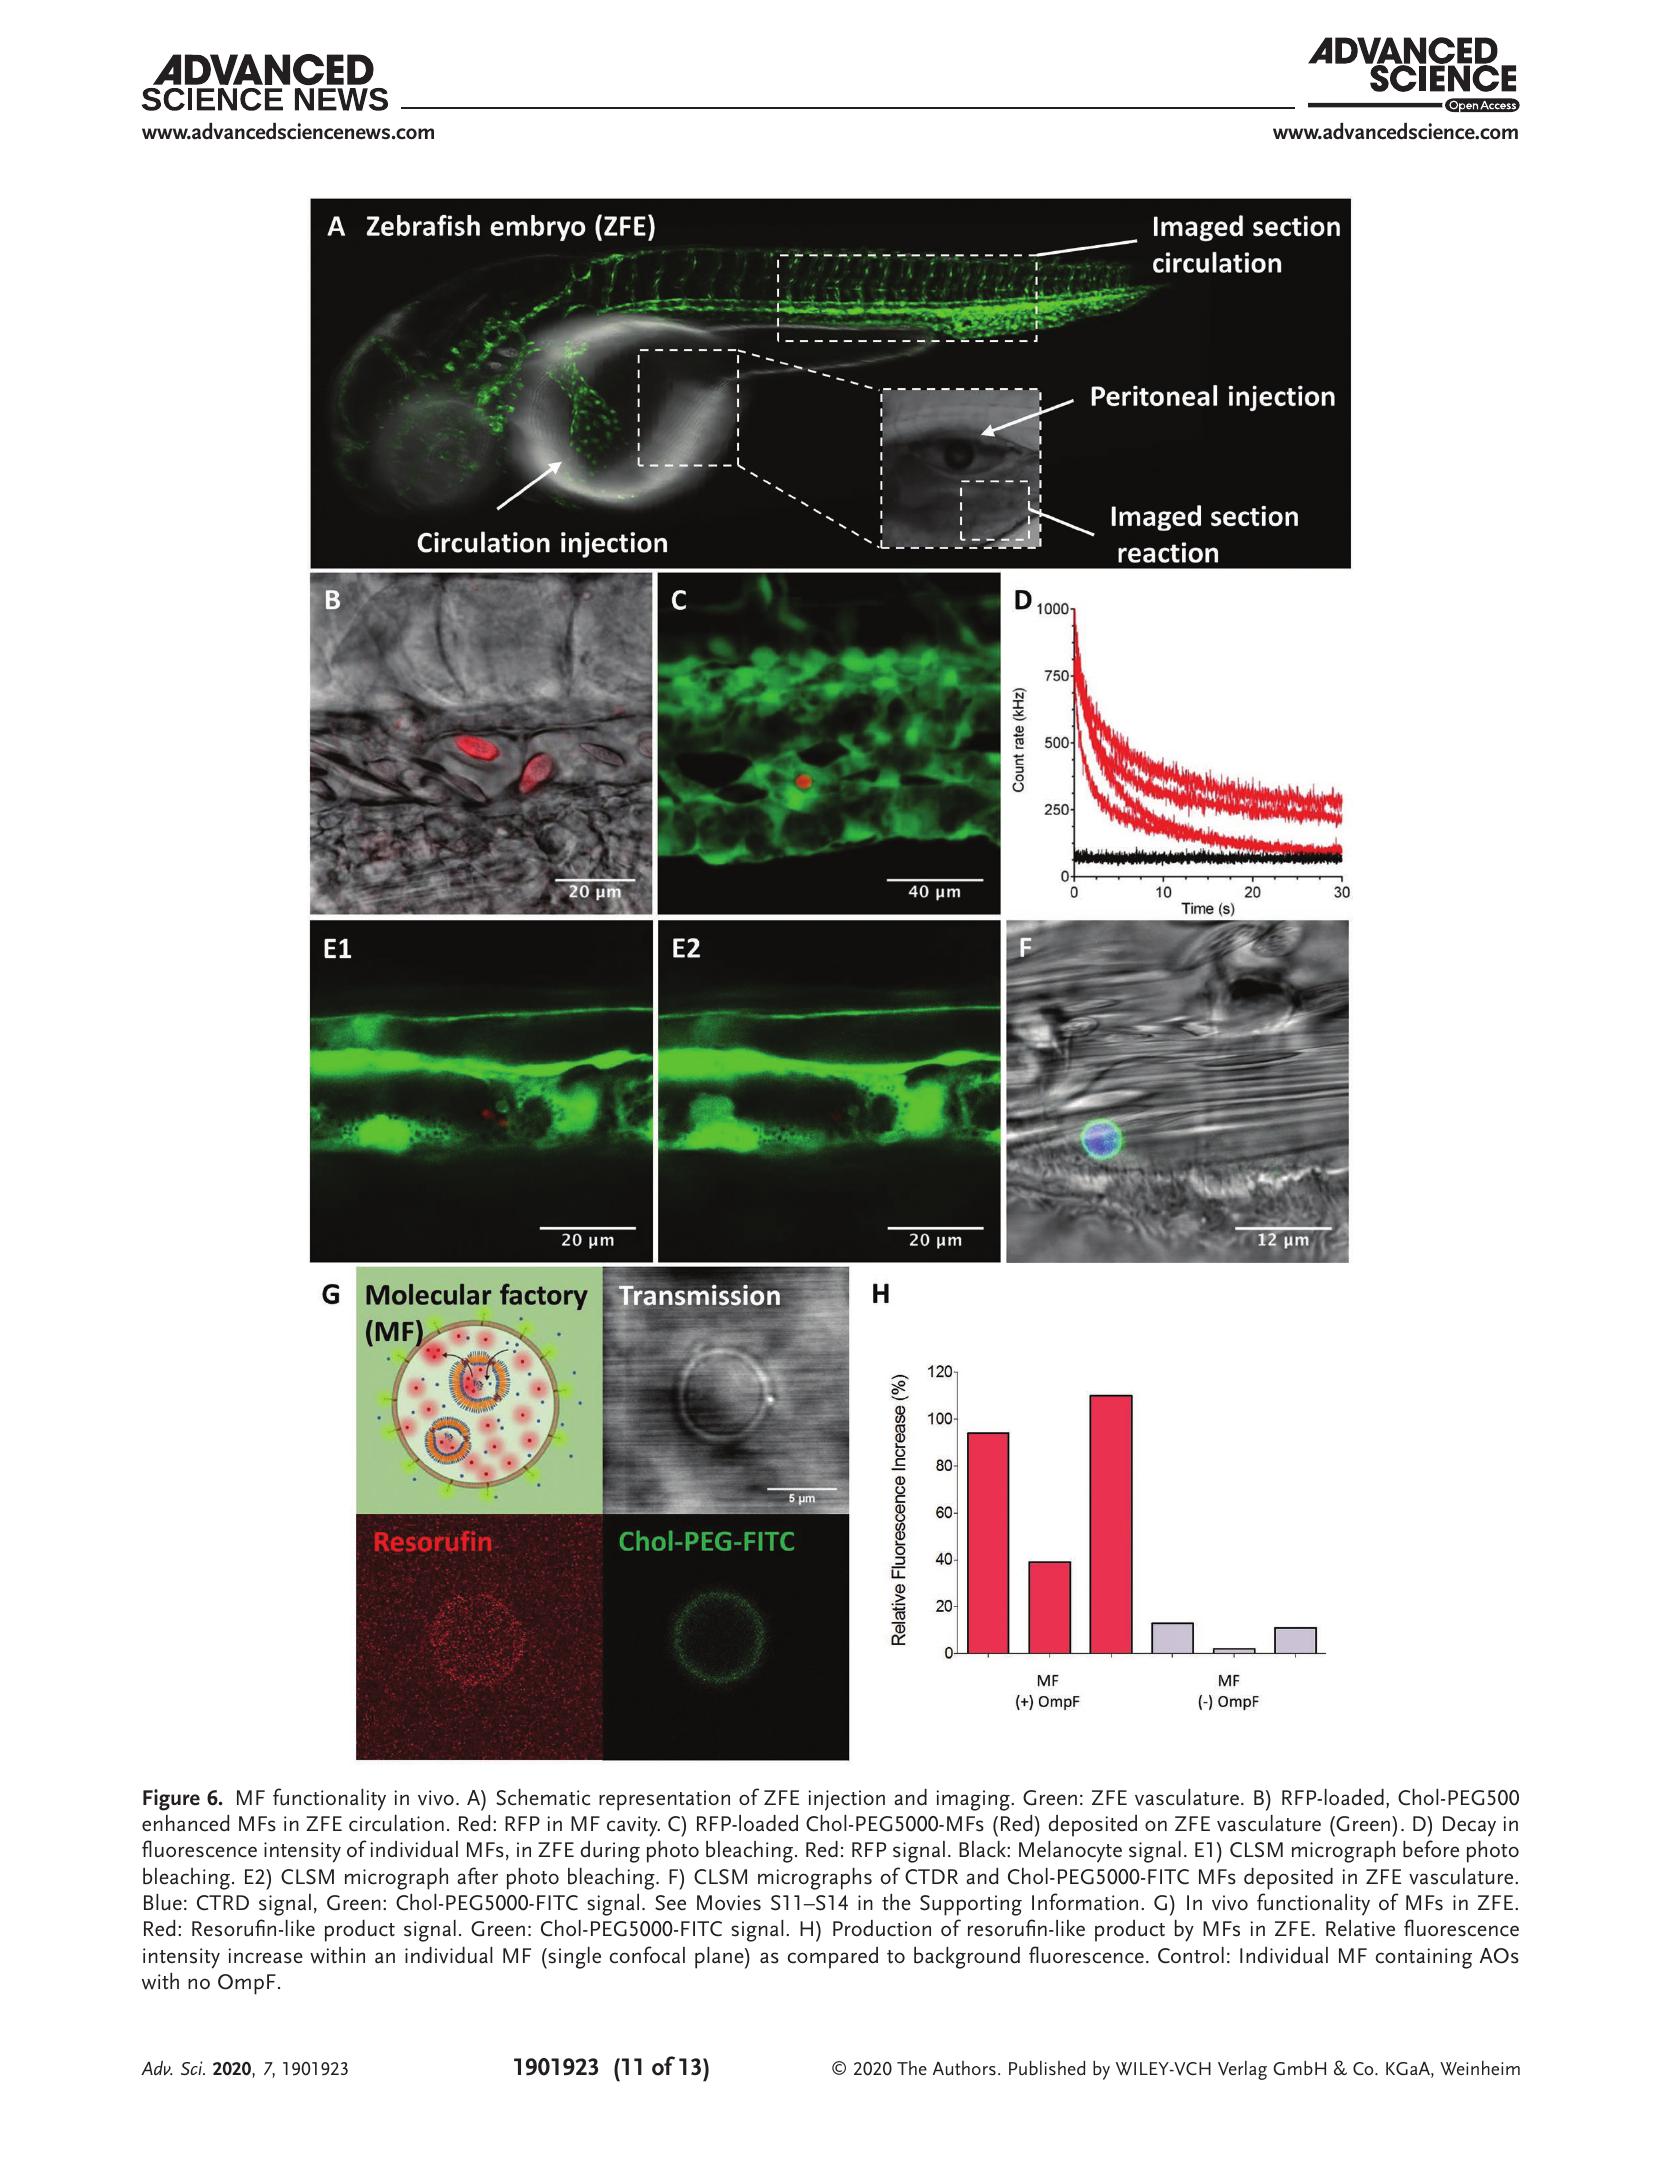 ADVANCED
SCIENCE NEWS
www.advancedsciencenews.com
ADVANCED
SCIENCE
Open Access
www.advancedscience.com
A Zebrafish embryo (ZFE)
Imaged section
circulation
Peritoneal injection
Imaged section
reaction
Circulation injection
B
20 µm
C
40 µm
D
1000
750
500
250
0
Count rate (kHz)
0 10 20 30
Time (s)
E1
20 µm
E2
20 µm
F
12 µm
G
Molecular factory
(MF)
Transmission
5 µm
Resorufin
Chol-PEG-FITC
H
120
100
80
60
40
20
0
Relative Fluorescence Increase (%)
MF
(+) OmpF
MF
(-) OmpF
Figure 6. MF functionality in vivo. A) Schematic representation of ZFE injection and imaging. Green: ZFE vasculature. B) RFP-loaded, Chol-PEG500
enhanced MFs in ZFE circulation. Red: RFP in MF cavity. C) RFP-loaded Chol-PEG5000-MFs (Red) deposited on ZFE vasculature (Green). D) Decay in
fluorescence intensity of individual MFs, in ZFE during photo bleaching. Red: RFP signal. Black: Melanocyte signal. E1) CLSM micrograph before photo
bleaching. E2) CLSM micrograph after photo bleaching. F) CLSM micrographs of CTDR and Chol-PEG5000-FITC MFs deposited in ZFE vasculature.
Blue: CTRD signal, Green: Chol-PEG5000-FITC signal. See Movies S11–S14 in the Supporting Information. G) In vivo functionality of MFs in ZFE.
Red: Resorufin-like product signal. Green: Chol-PEG5000-FITC signal. H) Production of resorufin-like product by MFs in ZFE. Relative fluorescence
intensity increase within an individual MF (single confocal plane) as compared to background fluorescence. Control: Individual MF containing AOs
with no OmpF.
Adv. Sci. 2020, 7, 1901923
1901923 (11 of 13)
© 2020 The Authors. Published by WILEY-VCH Verlag GmbH & Co. KGaA, Weinheim